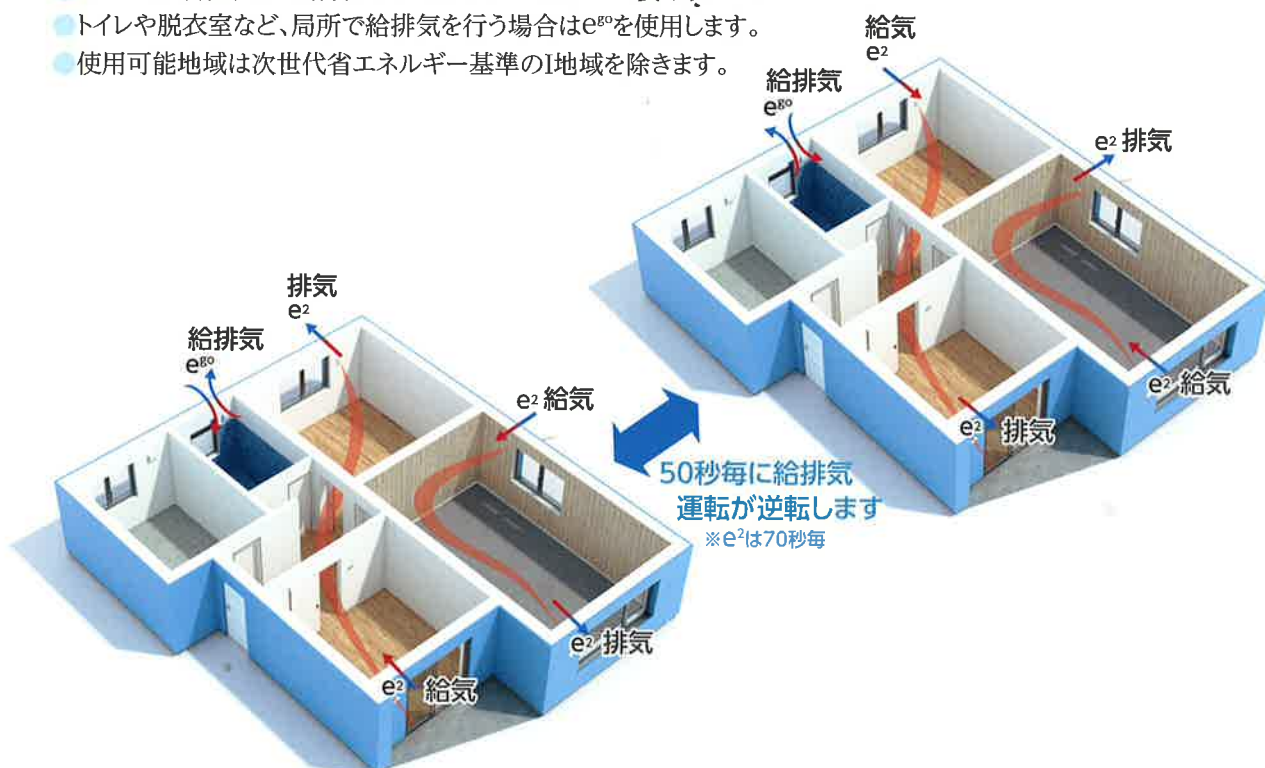 トイレや脱衣室など、局所で給排気を行う場合はeᵍᵒを使用します。
使用可能地域は次世代省エネルギー基準のI地域を除きます。
給気
e²
給排気
eᵍᵒ
e² 排気
e² 給気
e² 排気
排気
e²
給排気
eᵍᵒ
e² 給気
e² 排気
e² 給気
50秒毎に給排気
運転が逆転します
※e²は70秒毎